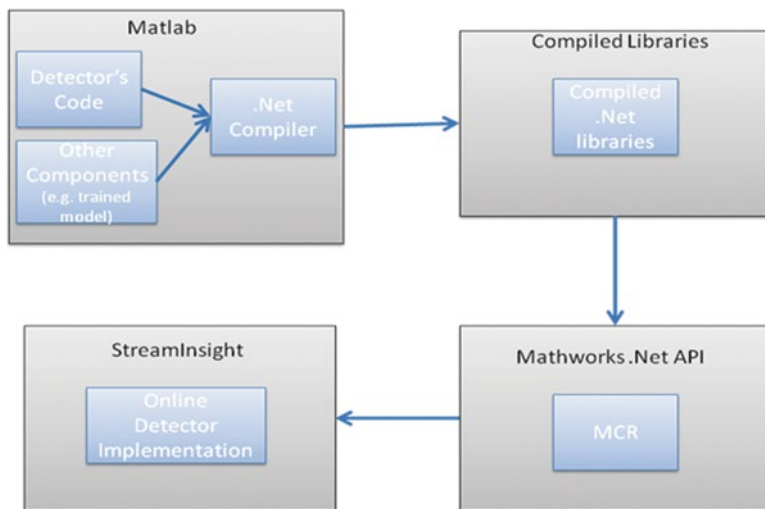 Matlab
Detector's
Code
.Net
Compiler
Other
Components
(e.g. trained
model)
Compiled Libraries
Compiled
.Net
libraries
StreamInsight
Online
Detector
Implementation
Mathworks .Net API
MCR